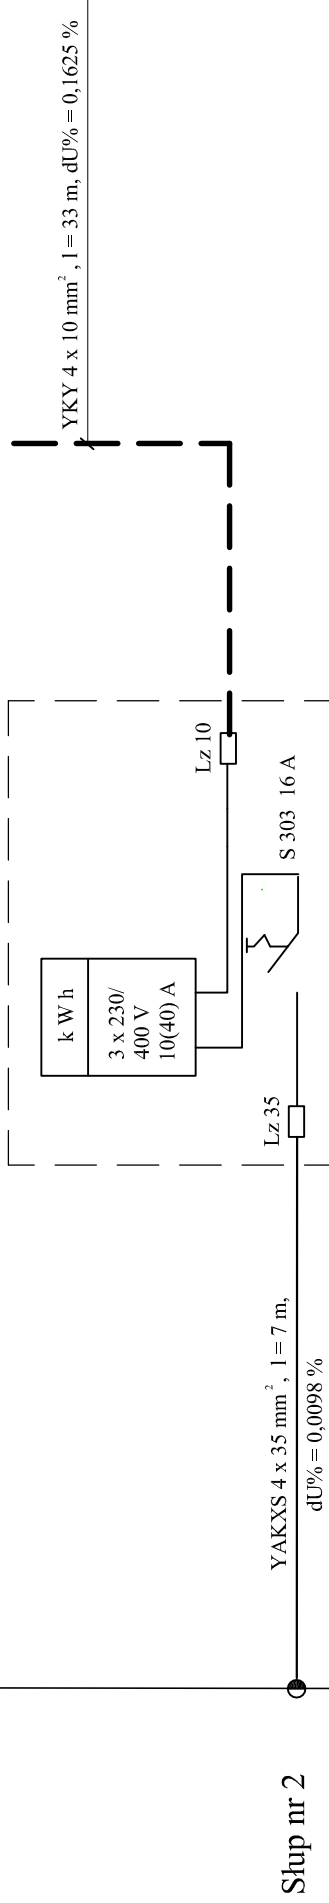 YKY 4 x 10 mm², l = 33 m, dU% = 0,1625 %
Lz 10
S 303 16 A
k W h
3 x 230/
400 V
10(40) A
Lz 35
YAKXS 4 x 35 mm², l = 7 m,
dU% = 0,0098 %
Słup nr 2